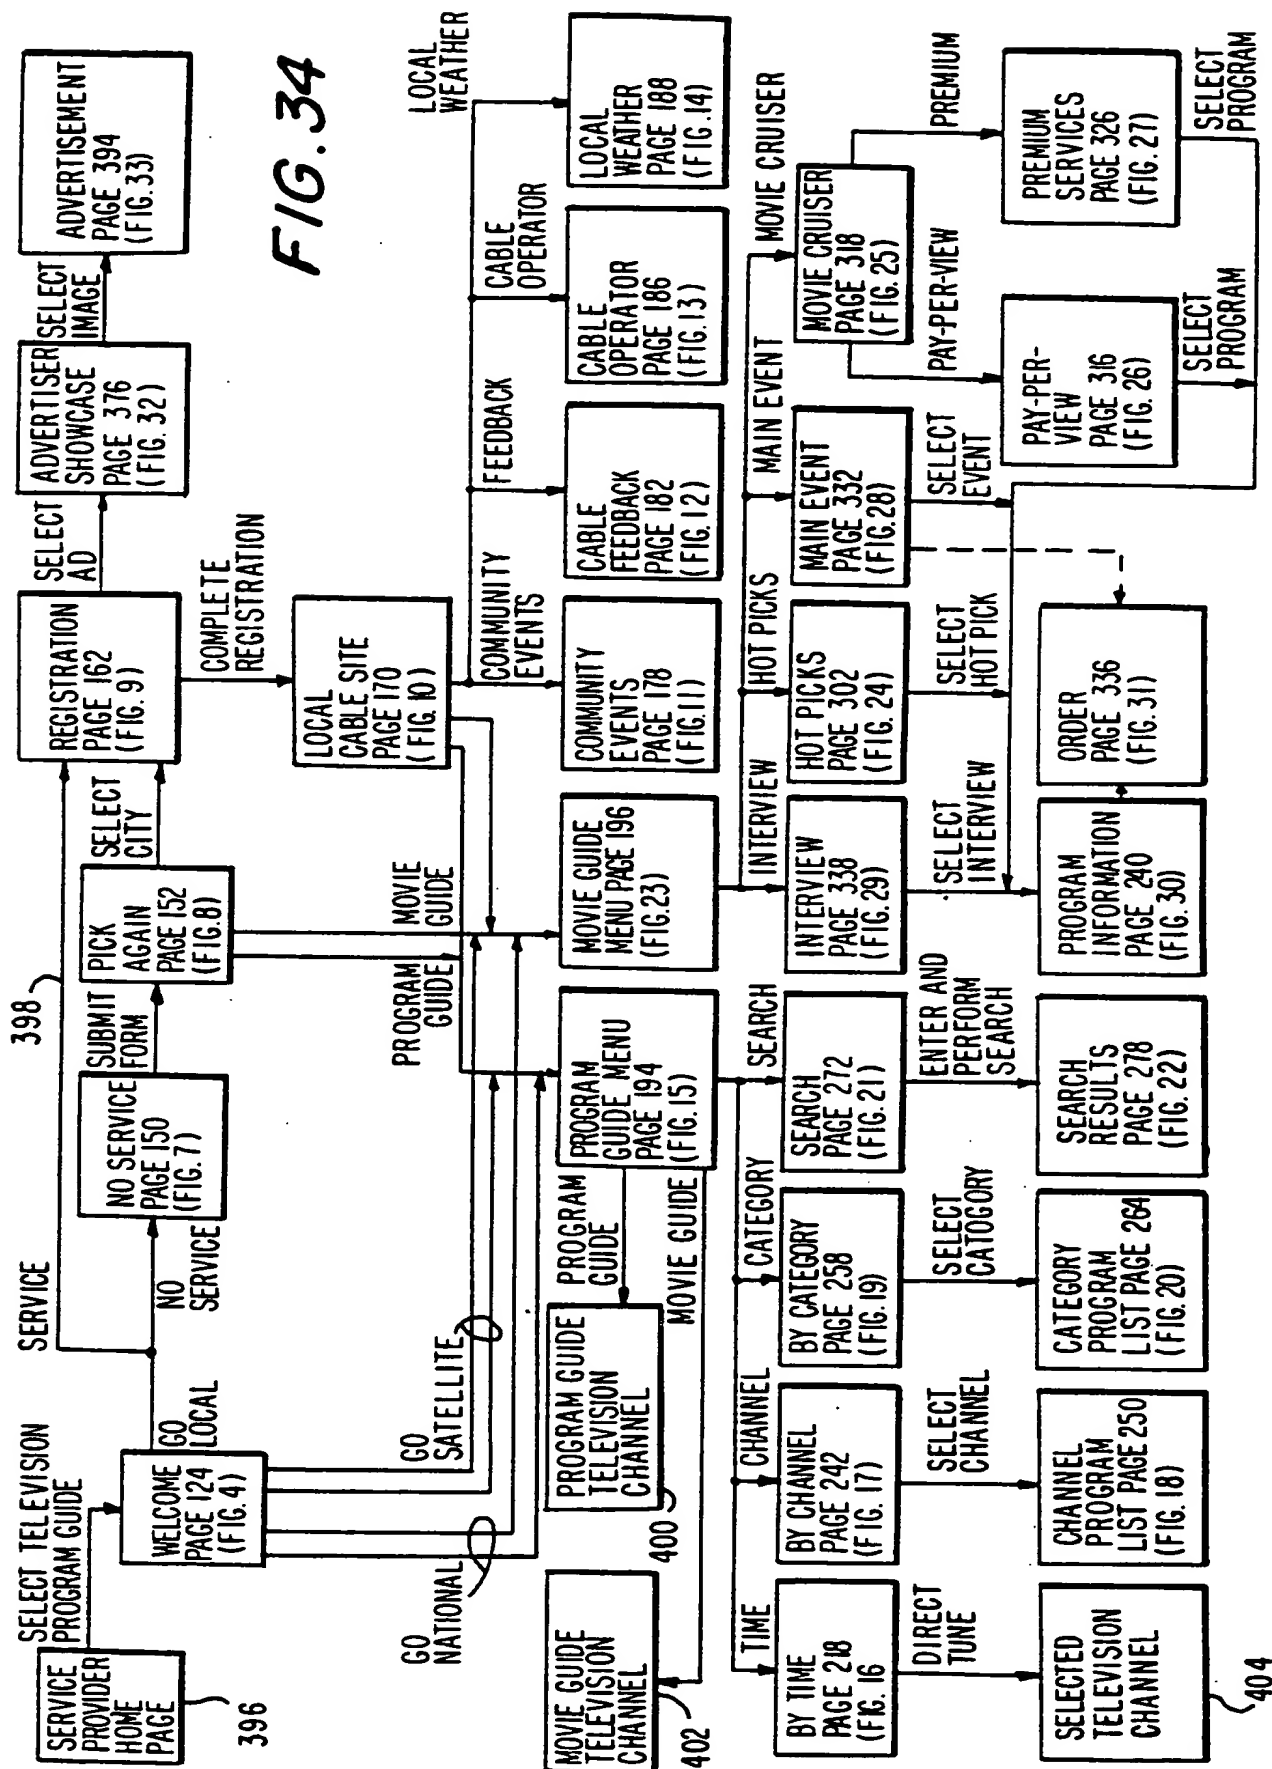 SELECT TELEVISION
PROGRAM GUIDE
SERVICE
PROVIDER
HOME
PAGE
396
WELCOME
PAGE 124
(FIG. 4)
GO LOCAL
SERVICE
398
NO
SERVICE
NO SERVICE
PAGE 150
(FIG. 7)
SUBMIT
FORM
PICK
AGAIN
PAGE 152
(FIG. 8)
SELECT
CITY
REGISTRATION
PAGE 162
(FIG. 9)
SELECT
AD
ADVERTISER
SHOWCASE
PAGE 376
(FIG. 32)
SELECT
IMAGE
ADVERTISEMENT
PAGE 394
(FIG. 33)
FIG. 34
COMPLETE
REGISTRATION
LOCAL
CABLE SITE
PAGE 170
(FIG. 10)
GO
NATIONAL
GO
SATELLITE
PROGRAM
GUIDE
MOVIE
GUIDE
COMMUNITY
EVENTS
FEEDBACK
CABLE
OPERATOR
LOCAL
WEATHER
MOVIE GUIDE
TELEVISION
CHANNEL
402
PROGRAM GUIDE
TELEVISION
CHANNEL
400
PROGRAM
GUIDE
MOVIE GUIDE
PROGRAM
GUIDE MENU
PAGE 194
(FIG. 15)
MOVIE GUIDE
MENU PAGE 196
(FIG. 23)
COMMUNITY
EVENTS
PAGE 178
(FIG. 11)
CABLE
FEEDBACK
PAGE 182
(FIG. 12)
CABLE
OPERATOR
PAGE 186
(FIG. 13)
LOCAL
WEATHER
PAGE 188
(FIG. 14)
TIME
CHANNEL
CATEGORY
SEARCH
INTERVIEW
HOT PICKS
MAIN EVENT
MOVIE CRUISER
BY TIME
PAGE 218
(FIG. 16
BY CHANNEL
PAGE 242
(FIG. 17)
BY CATEGORY
PAGE 258
(FIG. 19)
SEARCH
PAGE 272
(FIG. 21)
INTERVIEW
PAGE 338
(FIG. 29)
HOT PICKS
PAGE 302
(FIG. 24)
MAIN EVENT
PAGE 332
(FIG. 28)
MOVIE CRUISER
PAGE 318
(FIG. 25)
DIRECT
TUNE
SELECT
CHANNEL
SELECT
CATOGORY
ENTER AND
PERFORM
SEARCH
SELECT
INTERVIEW
SELECT
HOT PICK
SELECT
EVENT
PAY-PER-VIEW
PREMIUM
SELECTED
TELEVISION
CHANNEL
404
CHANNEL
PROGRAM
LIST PAGE 250
(FIG. 18)
CATEGORY
PROGRAM
LIST PAGE 264
(FIG. 20)
SEARCH
RESULTS
PAGE 278
(FIG. 22)
PROGRAM
INFORMATION
PAGE 240
(FIG. 30)
ORDER
PAGE 336
(FIG. 31)
PAY-PER-
VIEW
PAGE 316
(FIG. 26)
SELECT
PROGRAM
PREMIUM
SERVICES
PAGE 326
(FIG. 27)
SELECT
PROGRAM